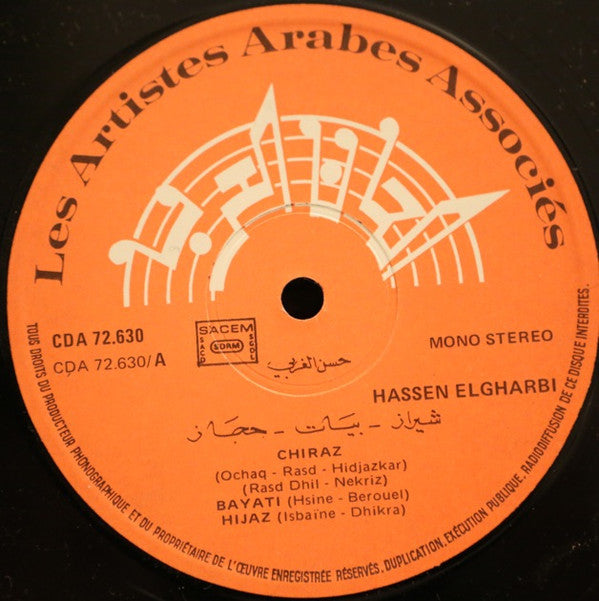 Les Artistes Arabes Associés
CDA 72.630
CDA 72.630/A
SACEM
SACD
SDRM
SGDL
حسن الغربي
MONO STEREO
HASSEN ELGHARBI
شيراز - بيات - حجاز
CHIRAZ
(Ochaq - Rasd - Hidjazkar)
(Rasd Dhil - Nekriz)
BAYATI (Hsine - Berouel)
HIJAZ (Isbaïne - Dhikra)
TOUS DROITS DU PRODUCTEUR PHONOGRAPHIQUE ET DU PROPRIÉTAIRE DE L'ŒUVRE ENREGISTRÉE RÉSERVÉS. DUPLICATION, EXÉCUTION PUBLIQUE, RADIODIFFUSION DE CE DISQUE INTERDITES.